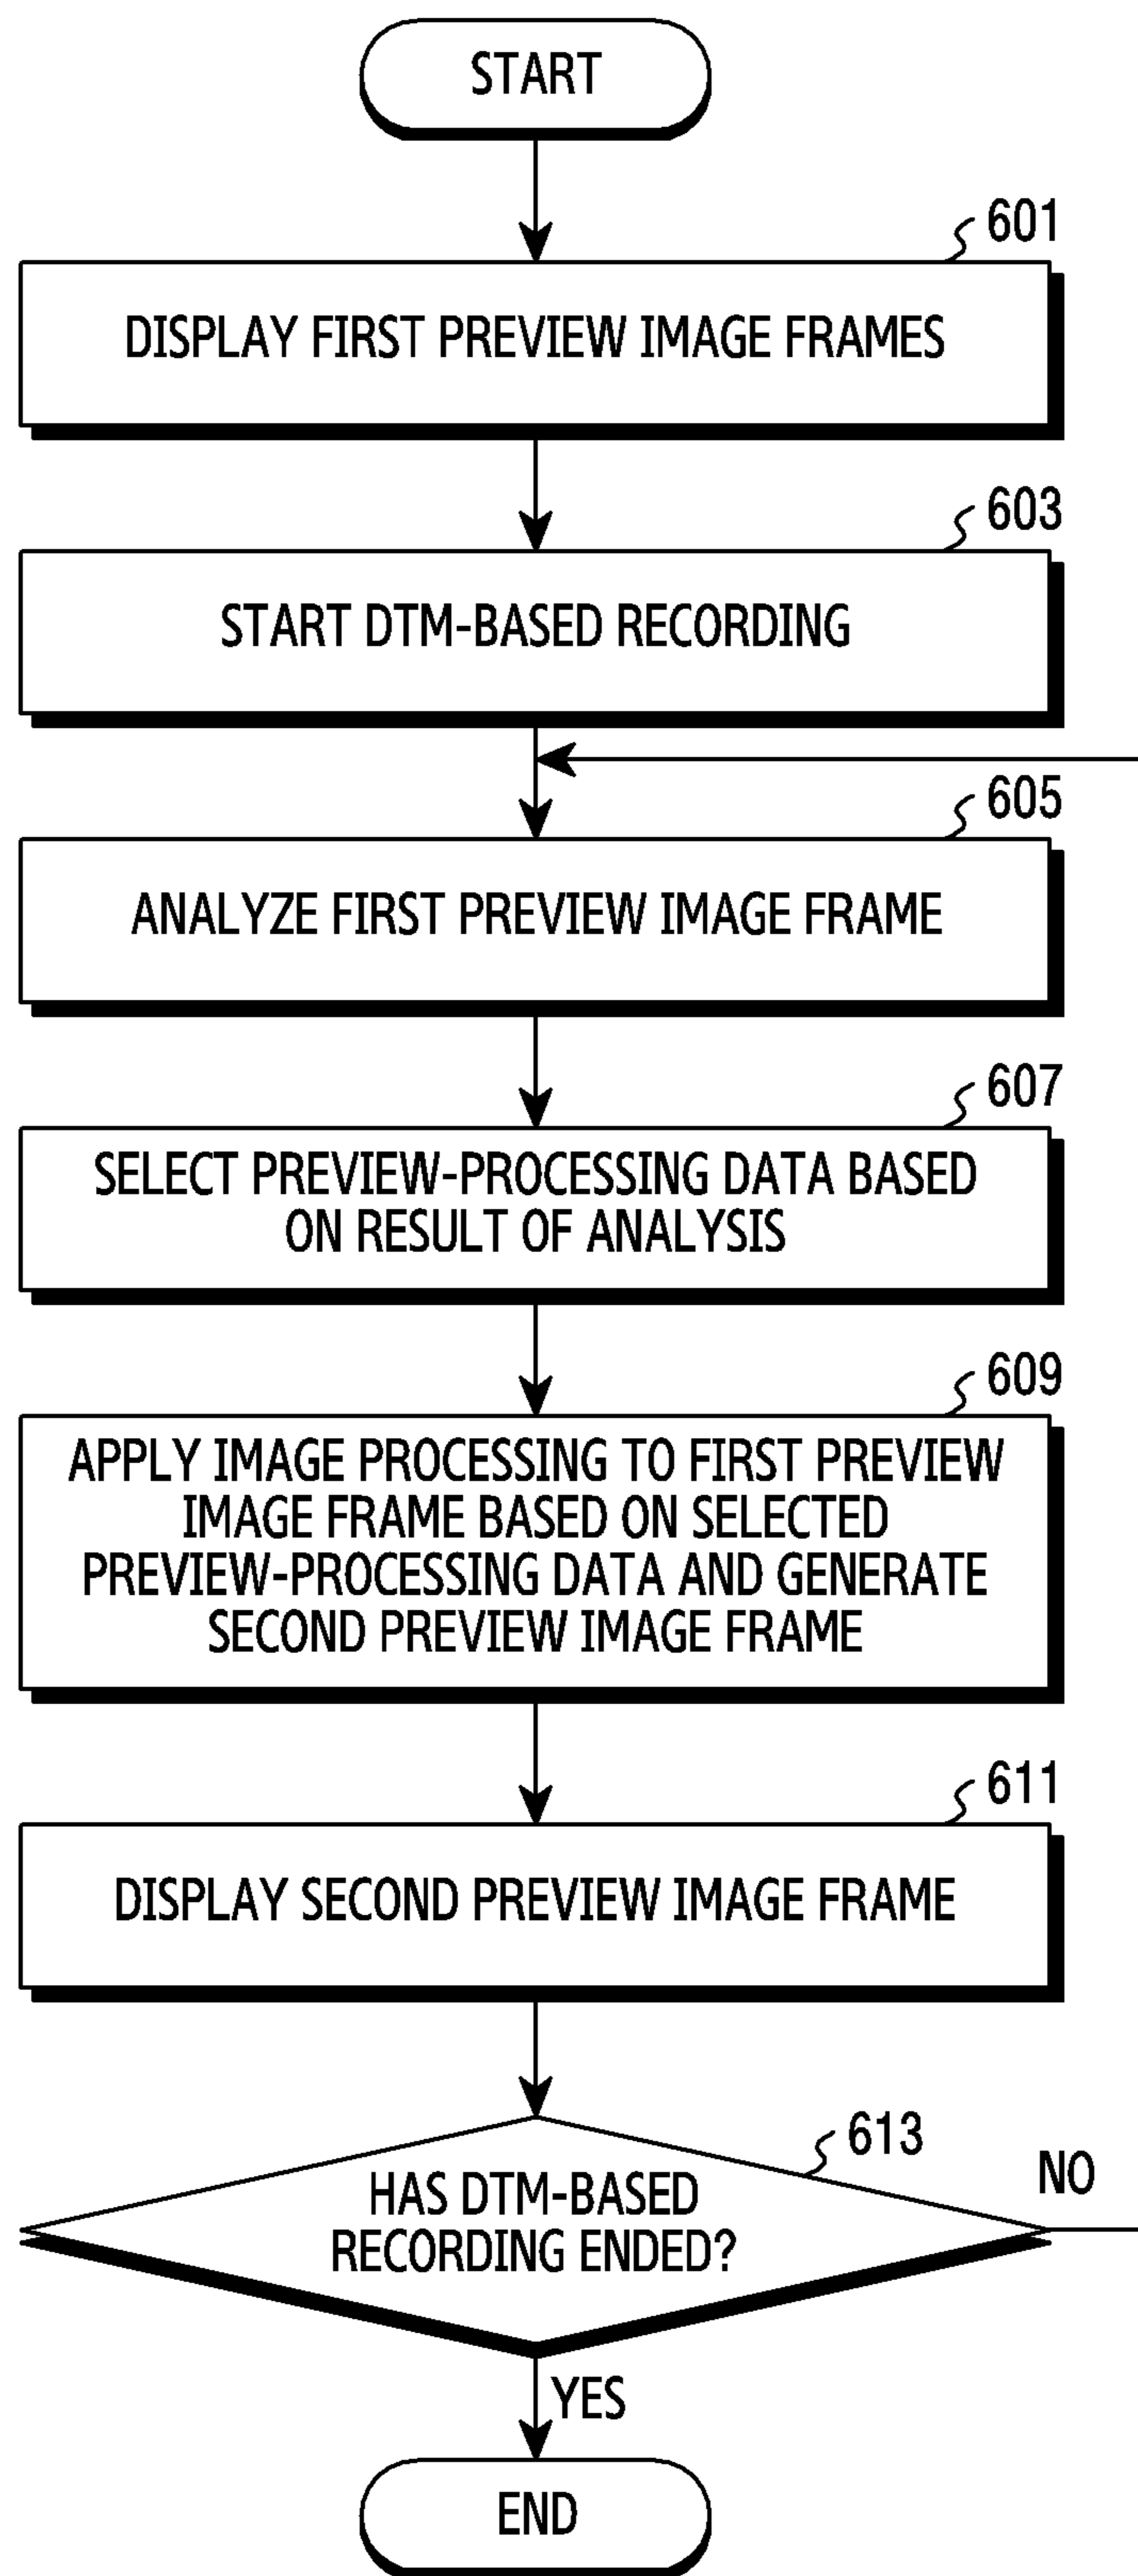 START
601
DISPLAY FIRST PREVIEW IMAGE FRAMES
603
START DTM-BASED RECORDING
605
ANALYZE FIRST PREVIEW IMAGE FRAME
607
SELECT PREVIEW-PROCESSING DATA BASED
ON RESULT OF ANALYSIS
609
APPLY IMAGE PROCESSING TO FIRST PREVIEW
IMAGE FRAME BASED ON SELECTED
PREVIEW-PROCESSING DATA AND GENERATE
SECOND PREVIEW IMAGE FRAME
611
DISPLAY SECOND PREVIEW IMAGE FRAME
613
NO
HAS DTM-BASED
RECORDING ENDED?
YES
END